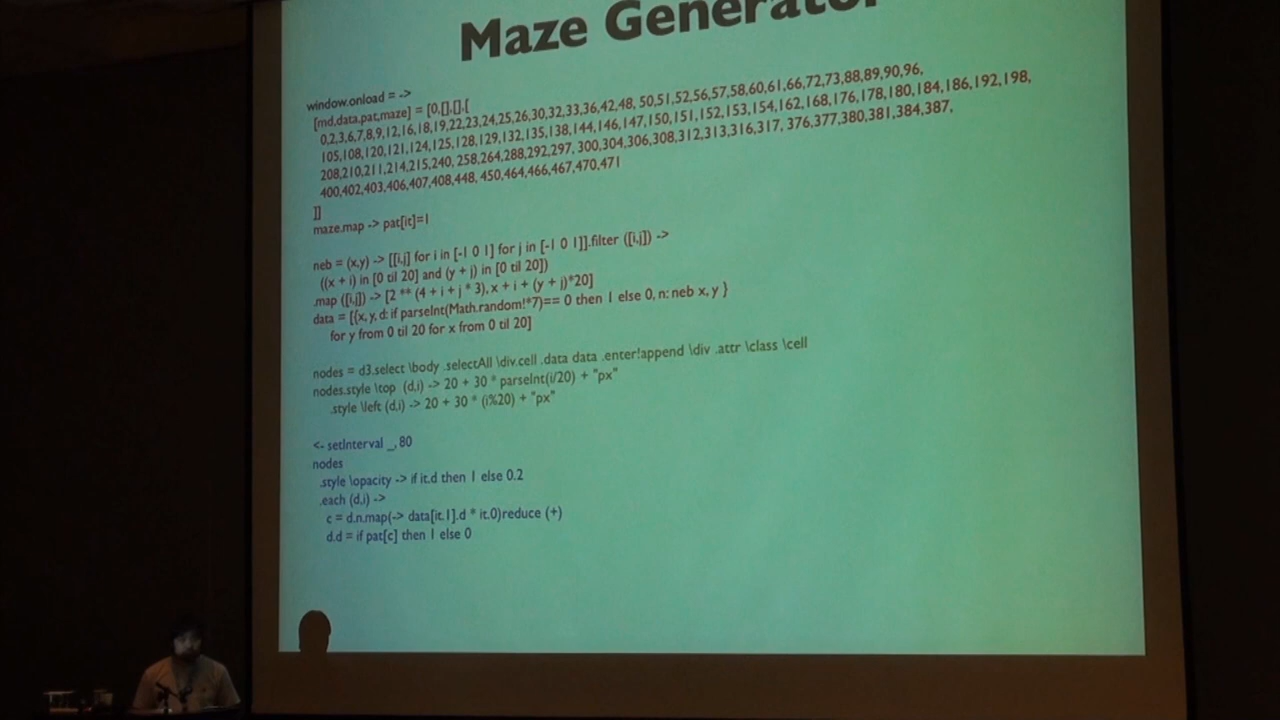 Maze Generator
window.onload = ->
[rnd,data,pat,maze] = [0,[],[],[
0,2,3,6,7,8,9,12,16,18,19,22,23,24,25,26,30,32,33,36,42,48, 50,51,52,56,57,58,60,61,66,72,73,88,89,90,96,
105,108,120,121,124,125,128,129,132,135,138,144,146,147,150,151,152,153,154,162,168,176,178,180,184,186,192,198,
208,210,211,214,215,240, 258,264,288,292,297, 300,304,306,308,312,313,316,317, 376,377,380,381,384,387,
400,402,403,406,407,408,448, 450,464,466,467,470,471
]]
maze.map -> pat[it]=1
neb = (x,y) -> [[i,j] for i in [-1 0 1] for j in [-1 0 1]].filter ([i,j]) ->
((x + i) in [0 til 20] and (y + j) in [0 til 20])
.map ([i,j]) -> [2 ** (4 + i + j * 3), x + i + (y + j)*20]
data = [{x, y, d: if parseInt(Math.random!*7)== 0 then 1 else 0, n: neb x, y }
for y from 0 til 20 for x from 0 til 20]
nodes = d3.select \body .selectAll \div.cell .data data .enter!append \div .attr \class \cell
nodes.style \top (d,i) -> 20 + 30 * parseInt(i/20) + "px"
.style \left (d,i) -> 20 + 30 * (i%20) + "px"
<- setInterval _, 80
nodes
.style \opacity -> if it.d then 1 else 0.2
.each (d,i) ->
c = d.n.map(-> data[it.1].d * it.0)reduce (+)
d.d = if pat[c] then 1 else 0